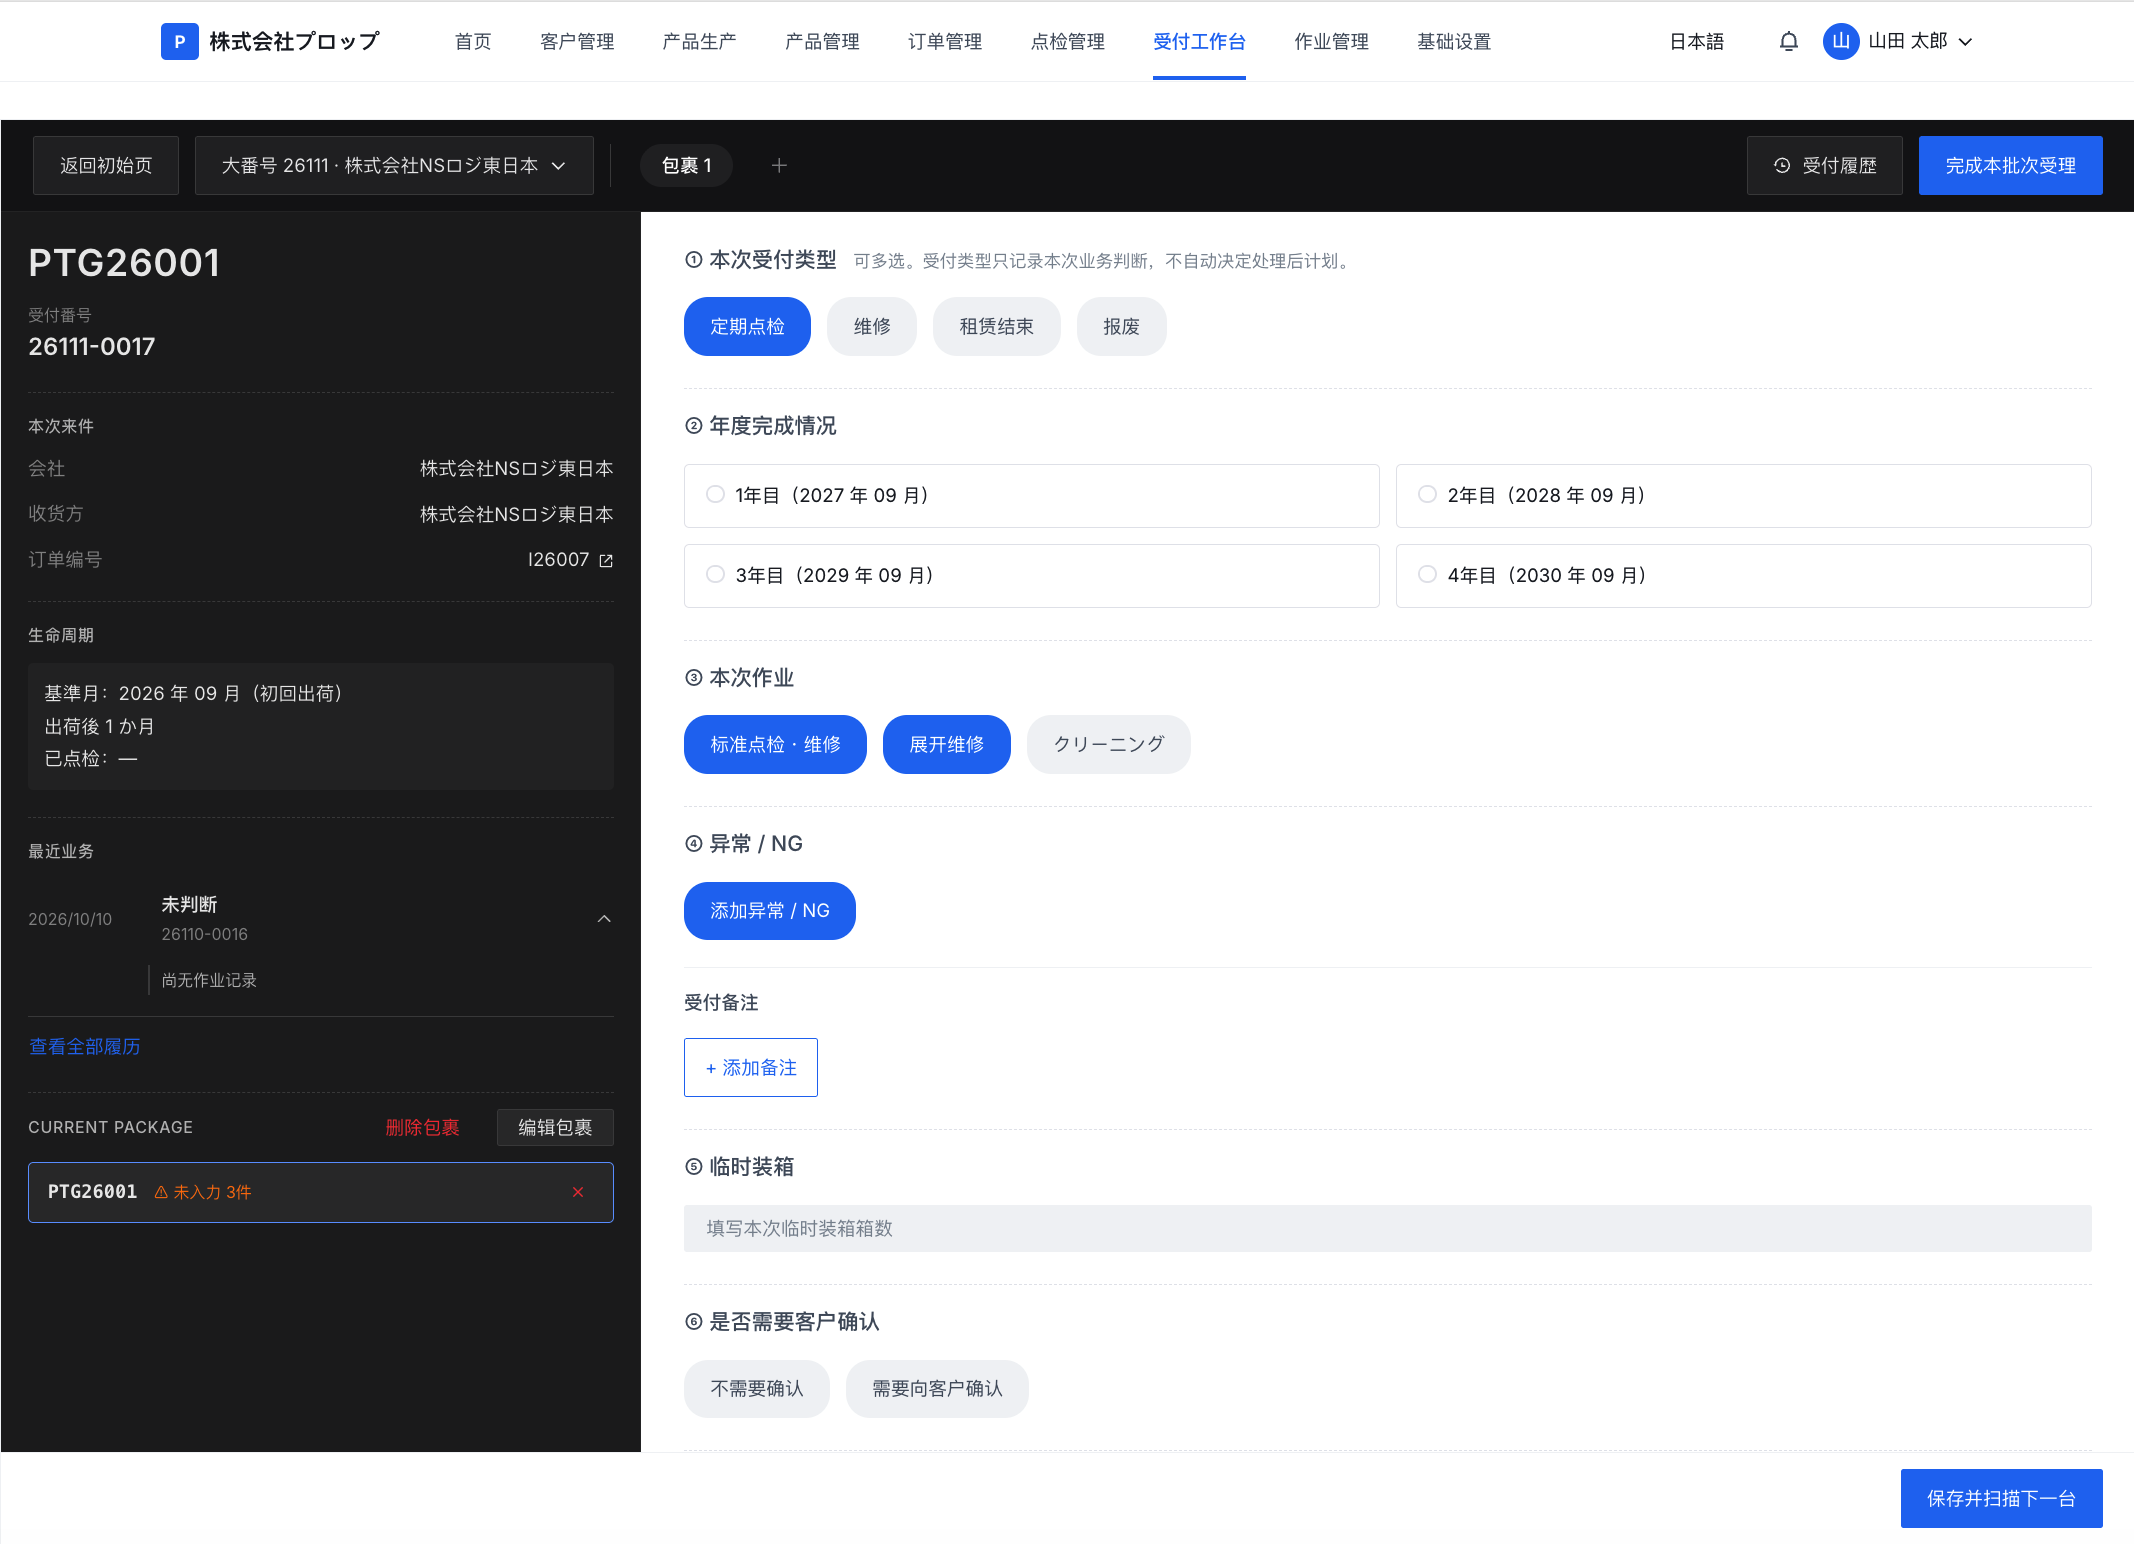 P 株式会社プロップ
首页 客户管理 产品生产 产品管理 订单管理 点检管理 受付工作台 作业管理 基础设置
日本語 山 山田 太郎
返回初始页 大番号 26111 · 株式会社NSロジ東日本 包裹 1 + 受付履歴 完成本批次受理
PTG26001
受付番号
26111-0017
本次来件
会社 株式会社NSロジ東日本
收货方 株式会社NSロジ東日本
订单编号 I26007
生命周期
基準月：2026 年 09 月（初回出荷）
出荷後 1 か月
已点检：—
最近业务
2026/10/10 未判断
26110-0016
尚无作业记录
查看全部履历
CURRENT PACKAGE 删除包裹 编辑包裹
PTG26001 未入力 3件
① 本次受付类型 可多选。受付类型只记录本次业务判断，不自动决定处理后计划。
定期点检 维修 租赁结束 报废
② 年度完成情况
1年目（2027 年 09 月） 2年目（2028 年 09 月）
3年目（2029 年 09 月） 4年目（2030 年 09 月）
③ 本次作业
标准点检 · 维修 展开维修 クリーニング
④ 异常 / NG
添加异常 / NG
受付备注
+ 添加备注
⑤ 临时装箱
填写本次临时装箱箱数
⑥ 是否需要客户确认
不需要确认 需要向客户确认
保存并扫描下一台